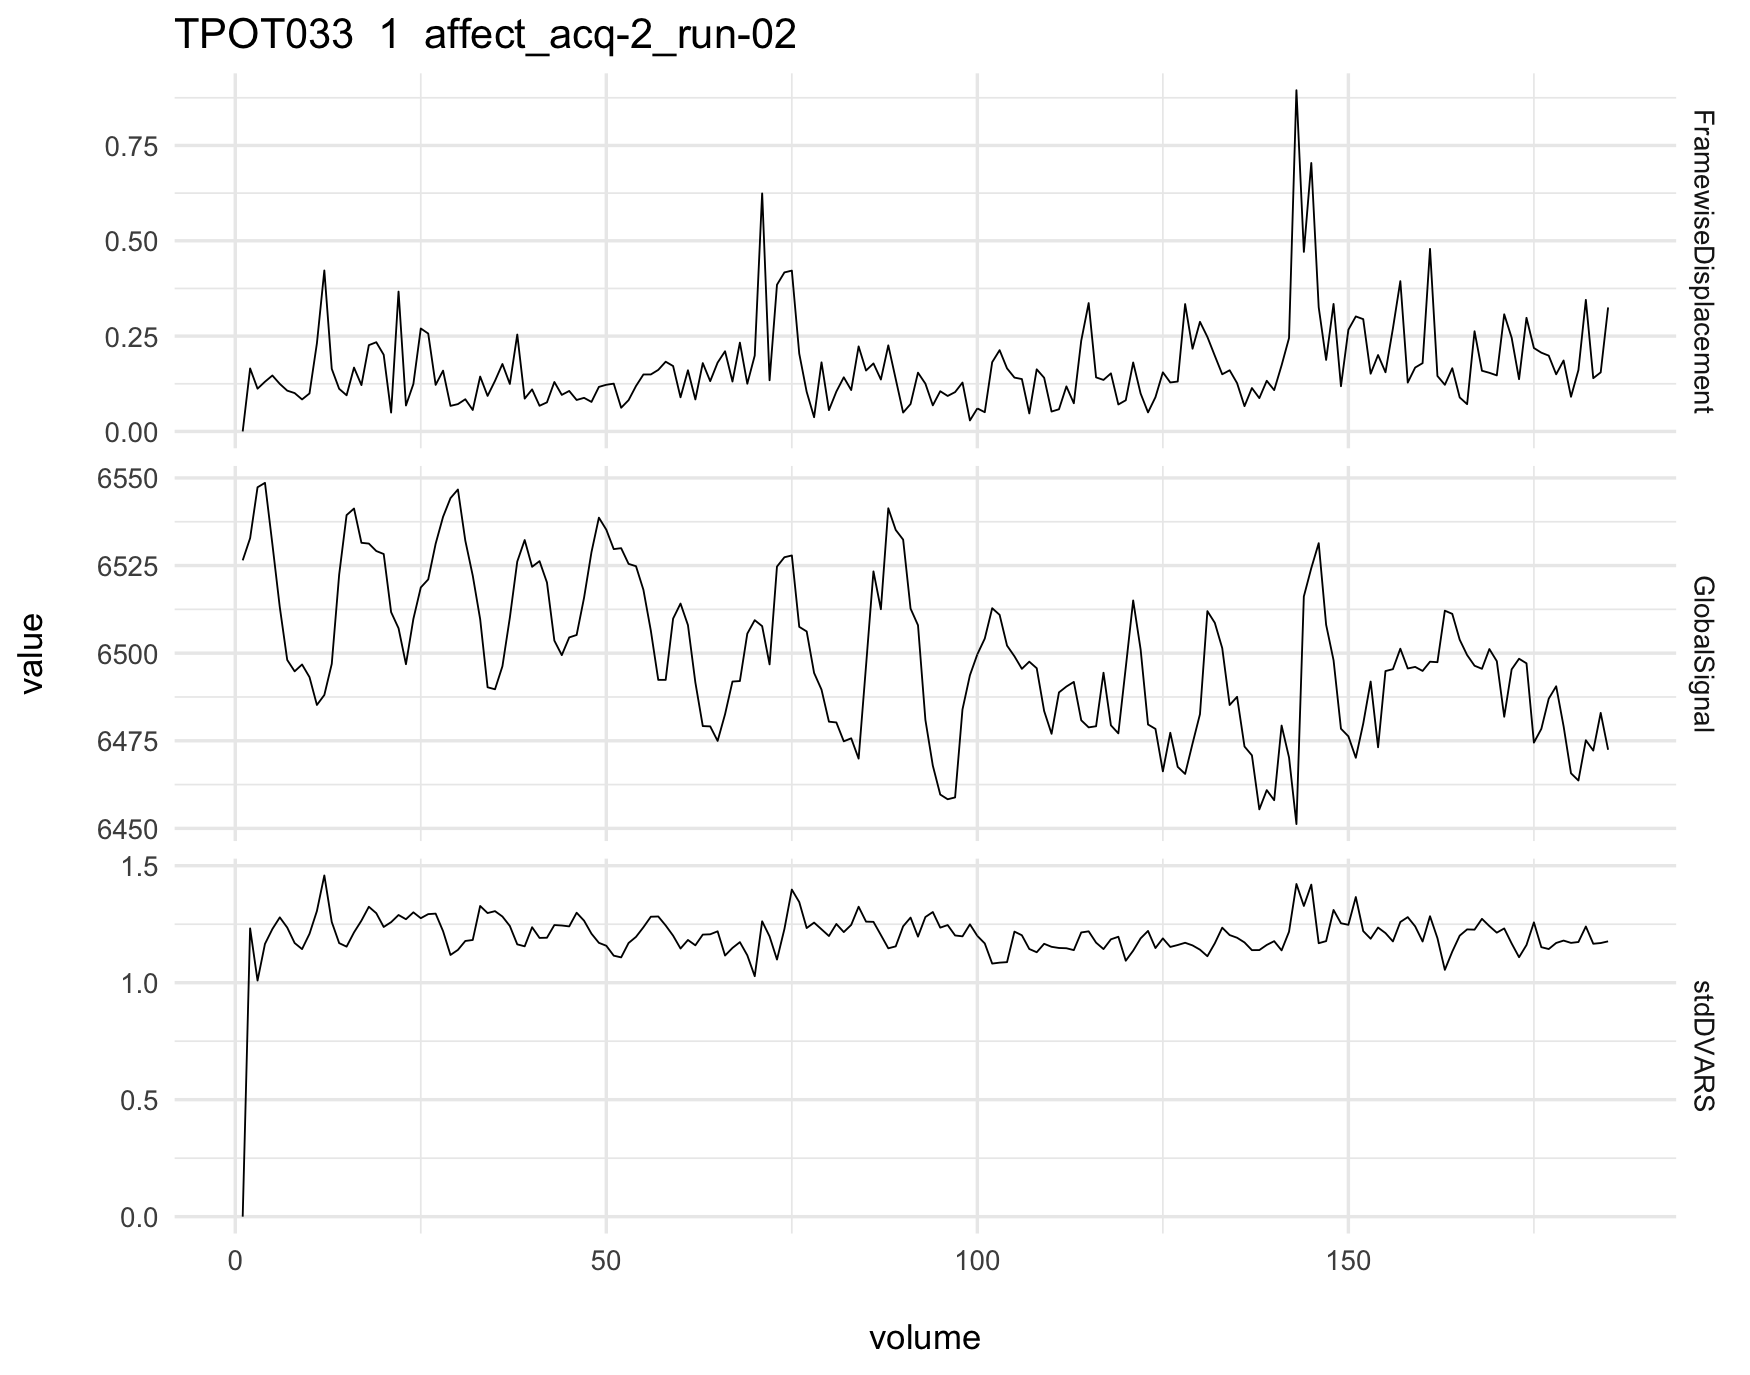 TPOT033 1 affect_acq-2_run-02
0.75
0.50
0.25
0.00
FramewiseDisplacement
6550
6525
6500
6475
6450
GlobalSignal
1.5
1.0
0.5
0.0
stdDVARS
value
0 50 100 150
volume